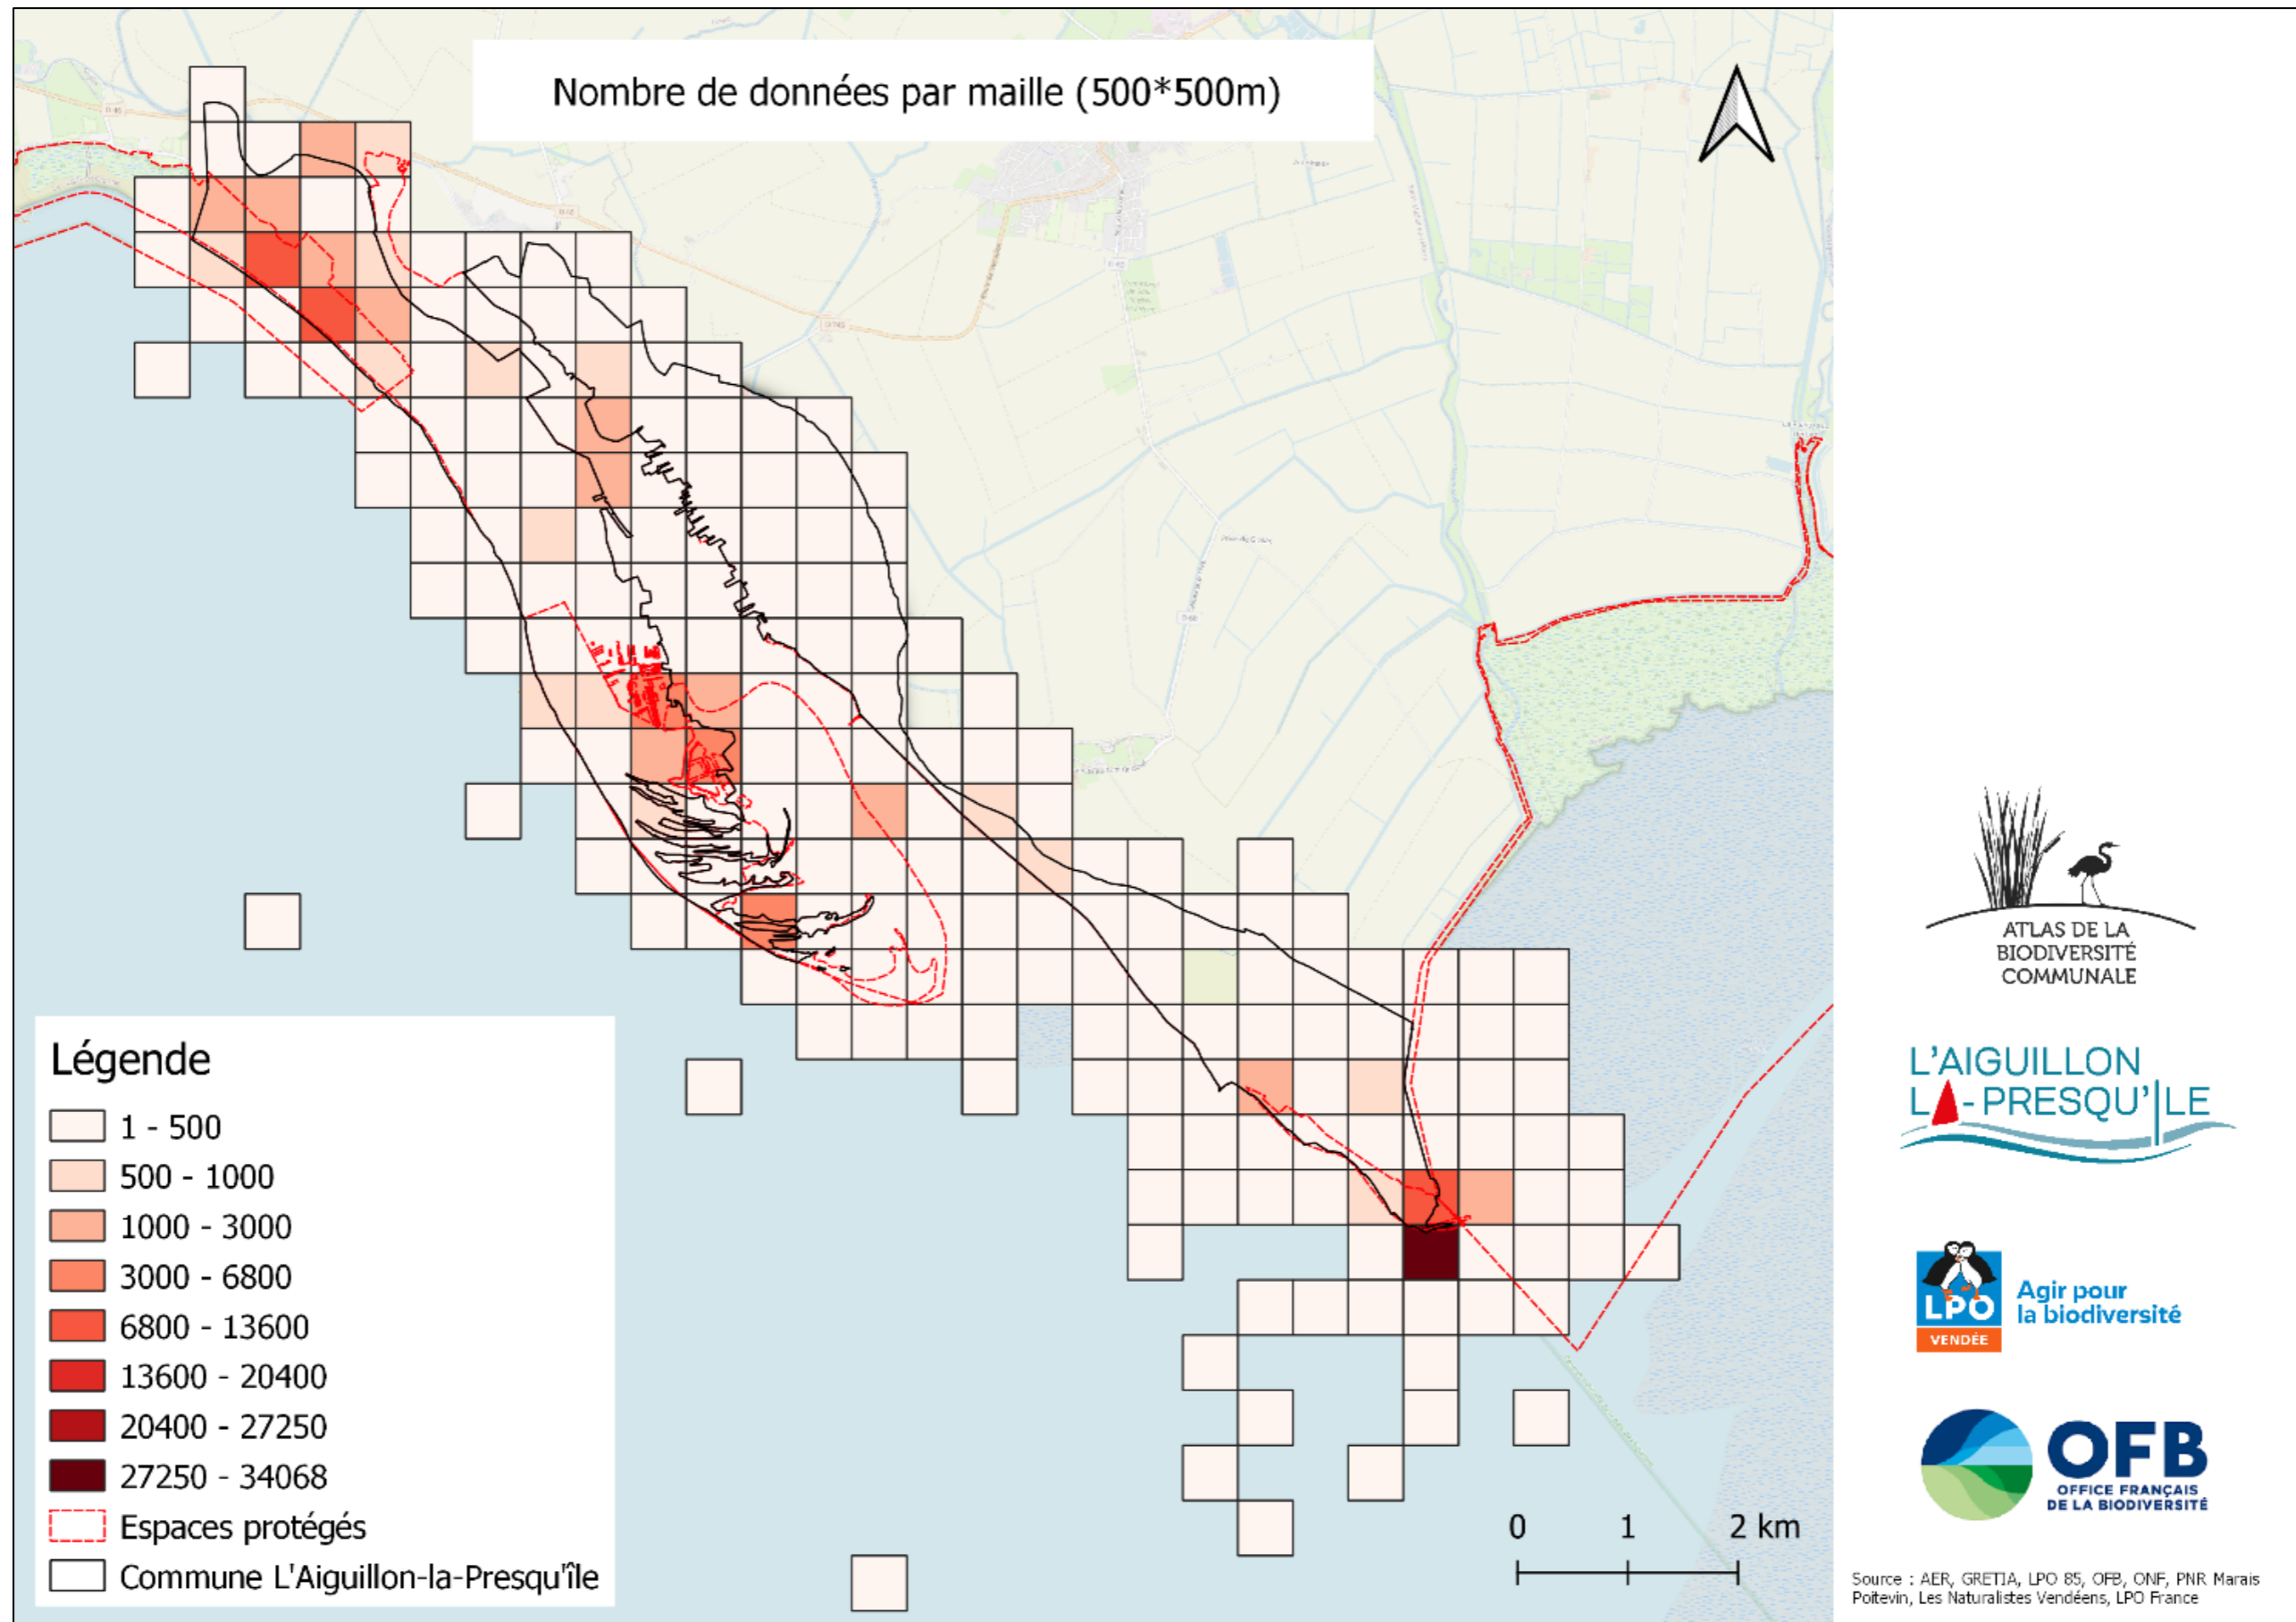 Nombre de données par maille (500*500m)
Légende
1 - 500
500 - 1000
1000 - 3000
3000 - 6800
6800 - 13600
13600 - 20400
20400 - 27250
27250 - 34068
Espaces protégés
Commune L'Aiguillon-la-Presqu'île
0 1 2 km
ATLAS DE LA
BIODIVERSITÉ
COMMUNALE
L'AIGUILLON
LA-PRESQU'ILE
LPO
VENDÉE
Agir pour
la biodiversité
OFB
OFFICE FRANÇAIS
DE LA BIODIVERSITÉ
Source : AER, GRETIA, LPO 85, OFB, ONF, PNR Marais
Poitevin, Les Naturalistes Vendéens, LPO France